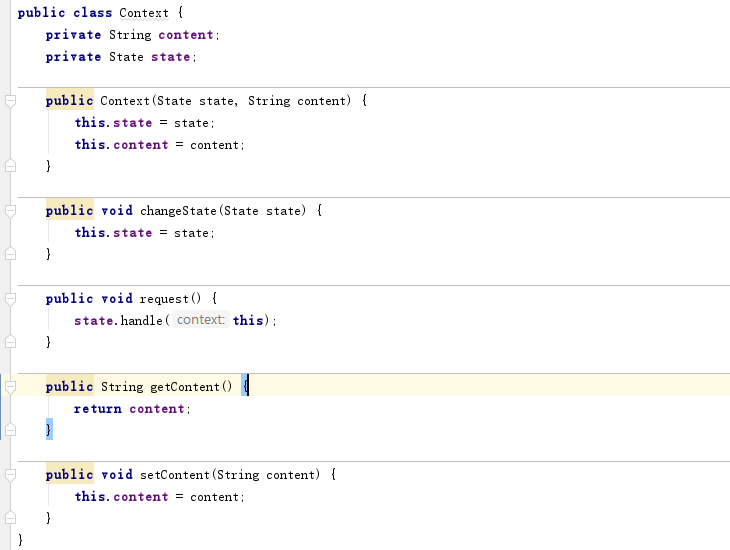 public class Context {
    private String content;
    private State state;
    public Context(State state, String content) {
        this.state = state;
        this.content = content;
    }
    public void changeState(State state) {
        this.state = state;
    }
    public void request() {
        state.handle( context: this);
    }
    public String getContent() {
        return content;
    }
    public void setContent(String content) {
        this.content = content;
    }
}